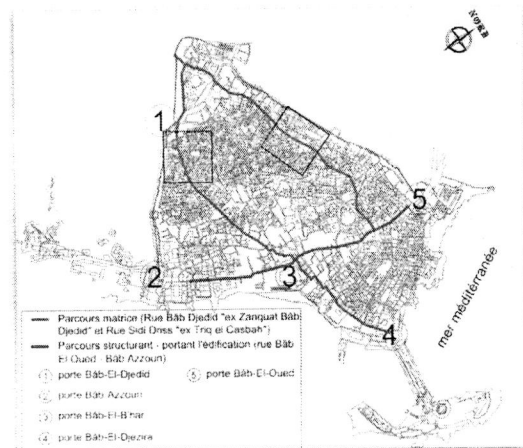 NORD
1
5
2
3
4
mer méditerranée
Parcours matrice (Rue Bâb Djedid "ex Zanquat Bâb
Djedid" et Rue Sidi Driss "ex Triq el Casbah")
Parcours structurant - portant l'édification (rue Bâb
El Oued - Bâb Azzoun)
1 porte Bâb-El-Djedid 5 porte Bâb-El-Oued
2 porte Bâb Azzoun
3 porte Bâb-El-B'har
4 porte Bâb-El-Djezira